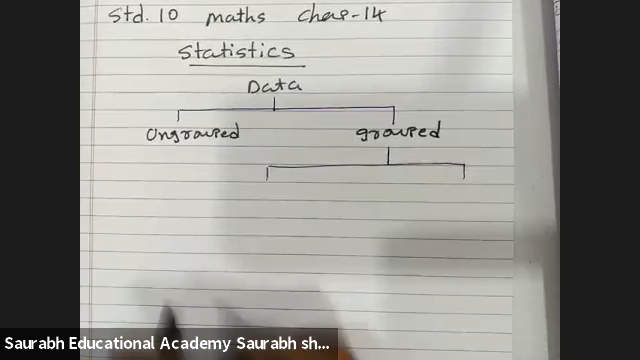 Std. 10 maths chap-14
Statistics
Data
Ungrouped grouped
Saurabh Educational Academy Saurabh sh...